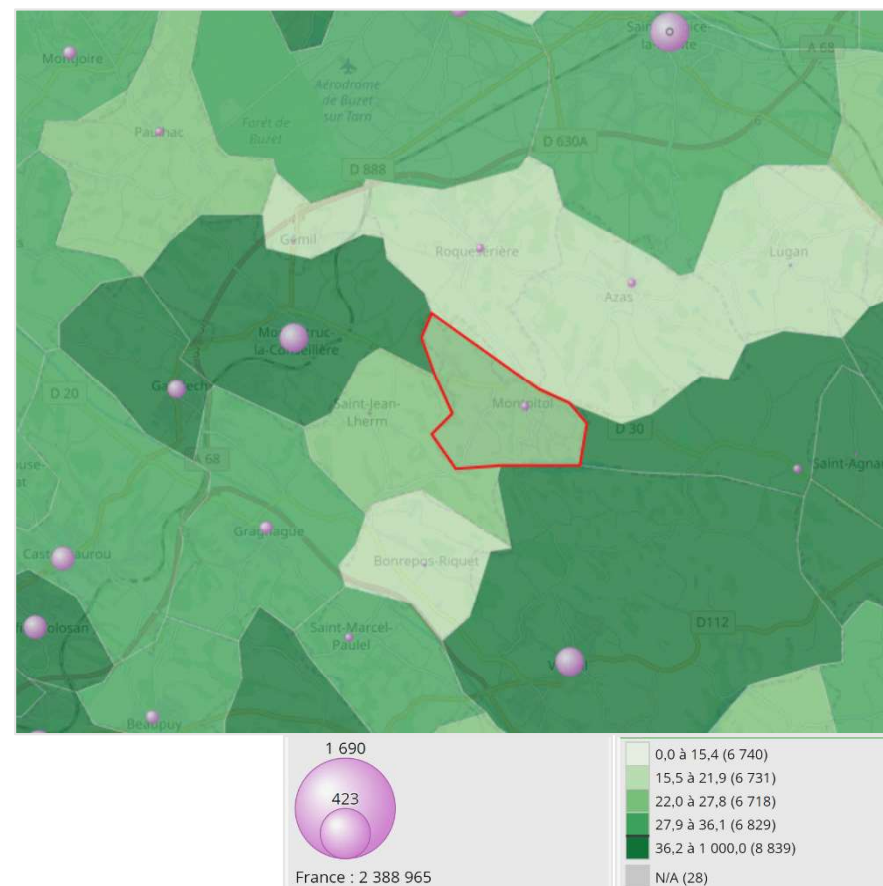 Montjoire
la-
A 68
Aérodrome
de Buzet
sur Tarn
Paulhac
Forêt de
Buzet
D 630A
D 888
Gémil
Roquesérière
Lugan
Azas
la-Conseillère
D 20
Saint-Jean-
Lherm
Montpitol
D 30
Saint-Agnan
A 68
Gragnague
Bonrepos-Riquet
D112
Saint-Marcel-
Paulel
Beaupuy
1 690
423
France : 2 388 965
0,0 à 15,4 (6 740)
15,5 à 21,9 (6 731)
22,0 à 27,8 (6 718)
27,9 à 36,1 (6 829)
36,2 à 1 000,0 (8 839)
N/A (28)